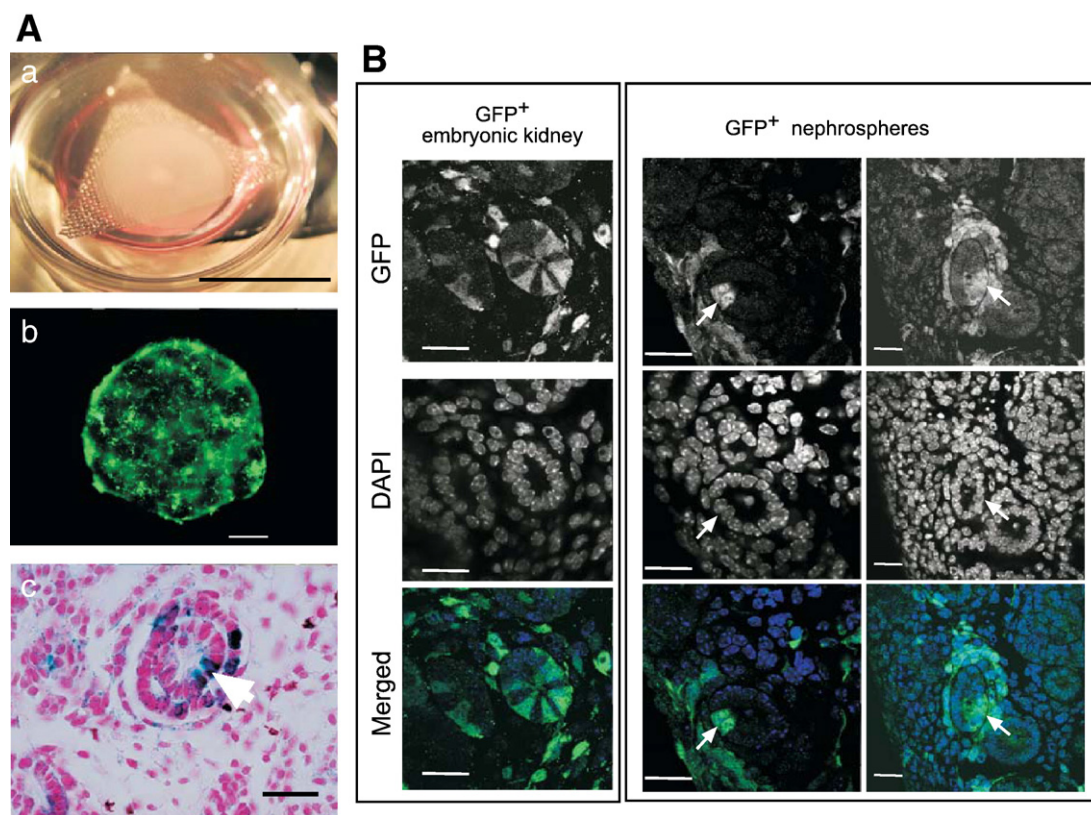 A
a
b
c
B
GFP+
embryonic kidney
GFP+ nephrospheres
GFP
DAPI
Merged